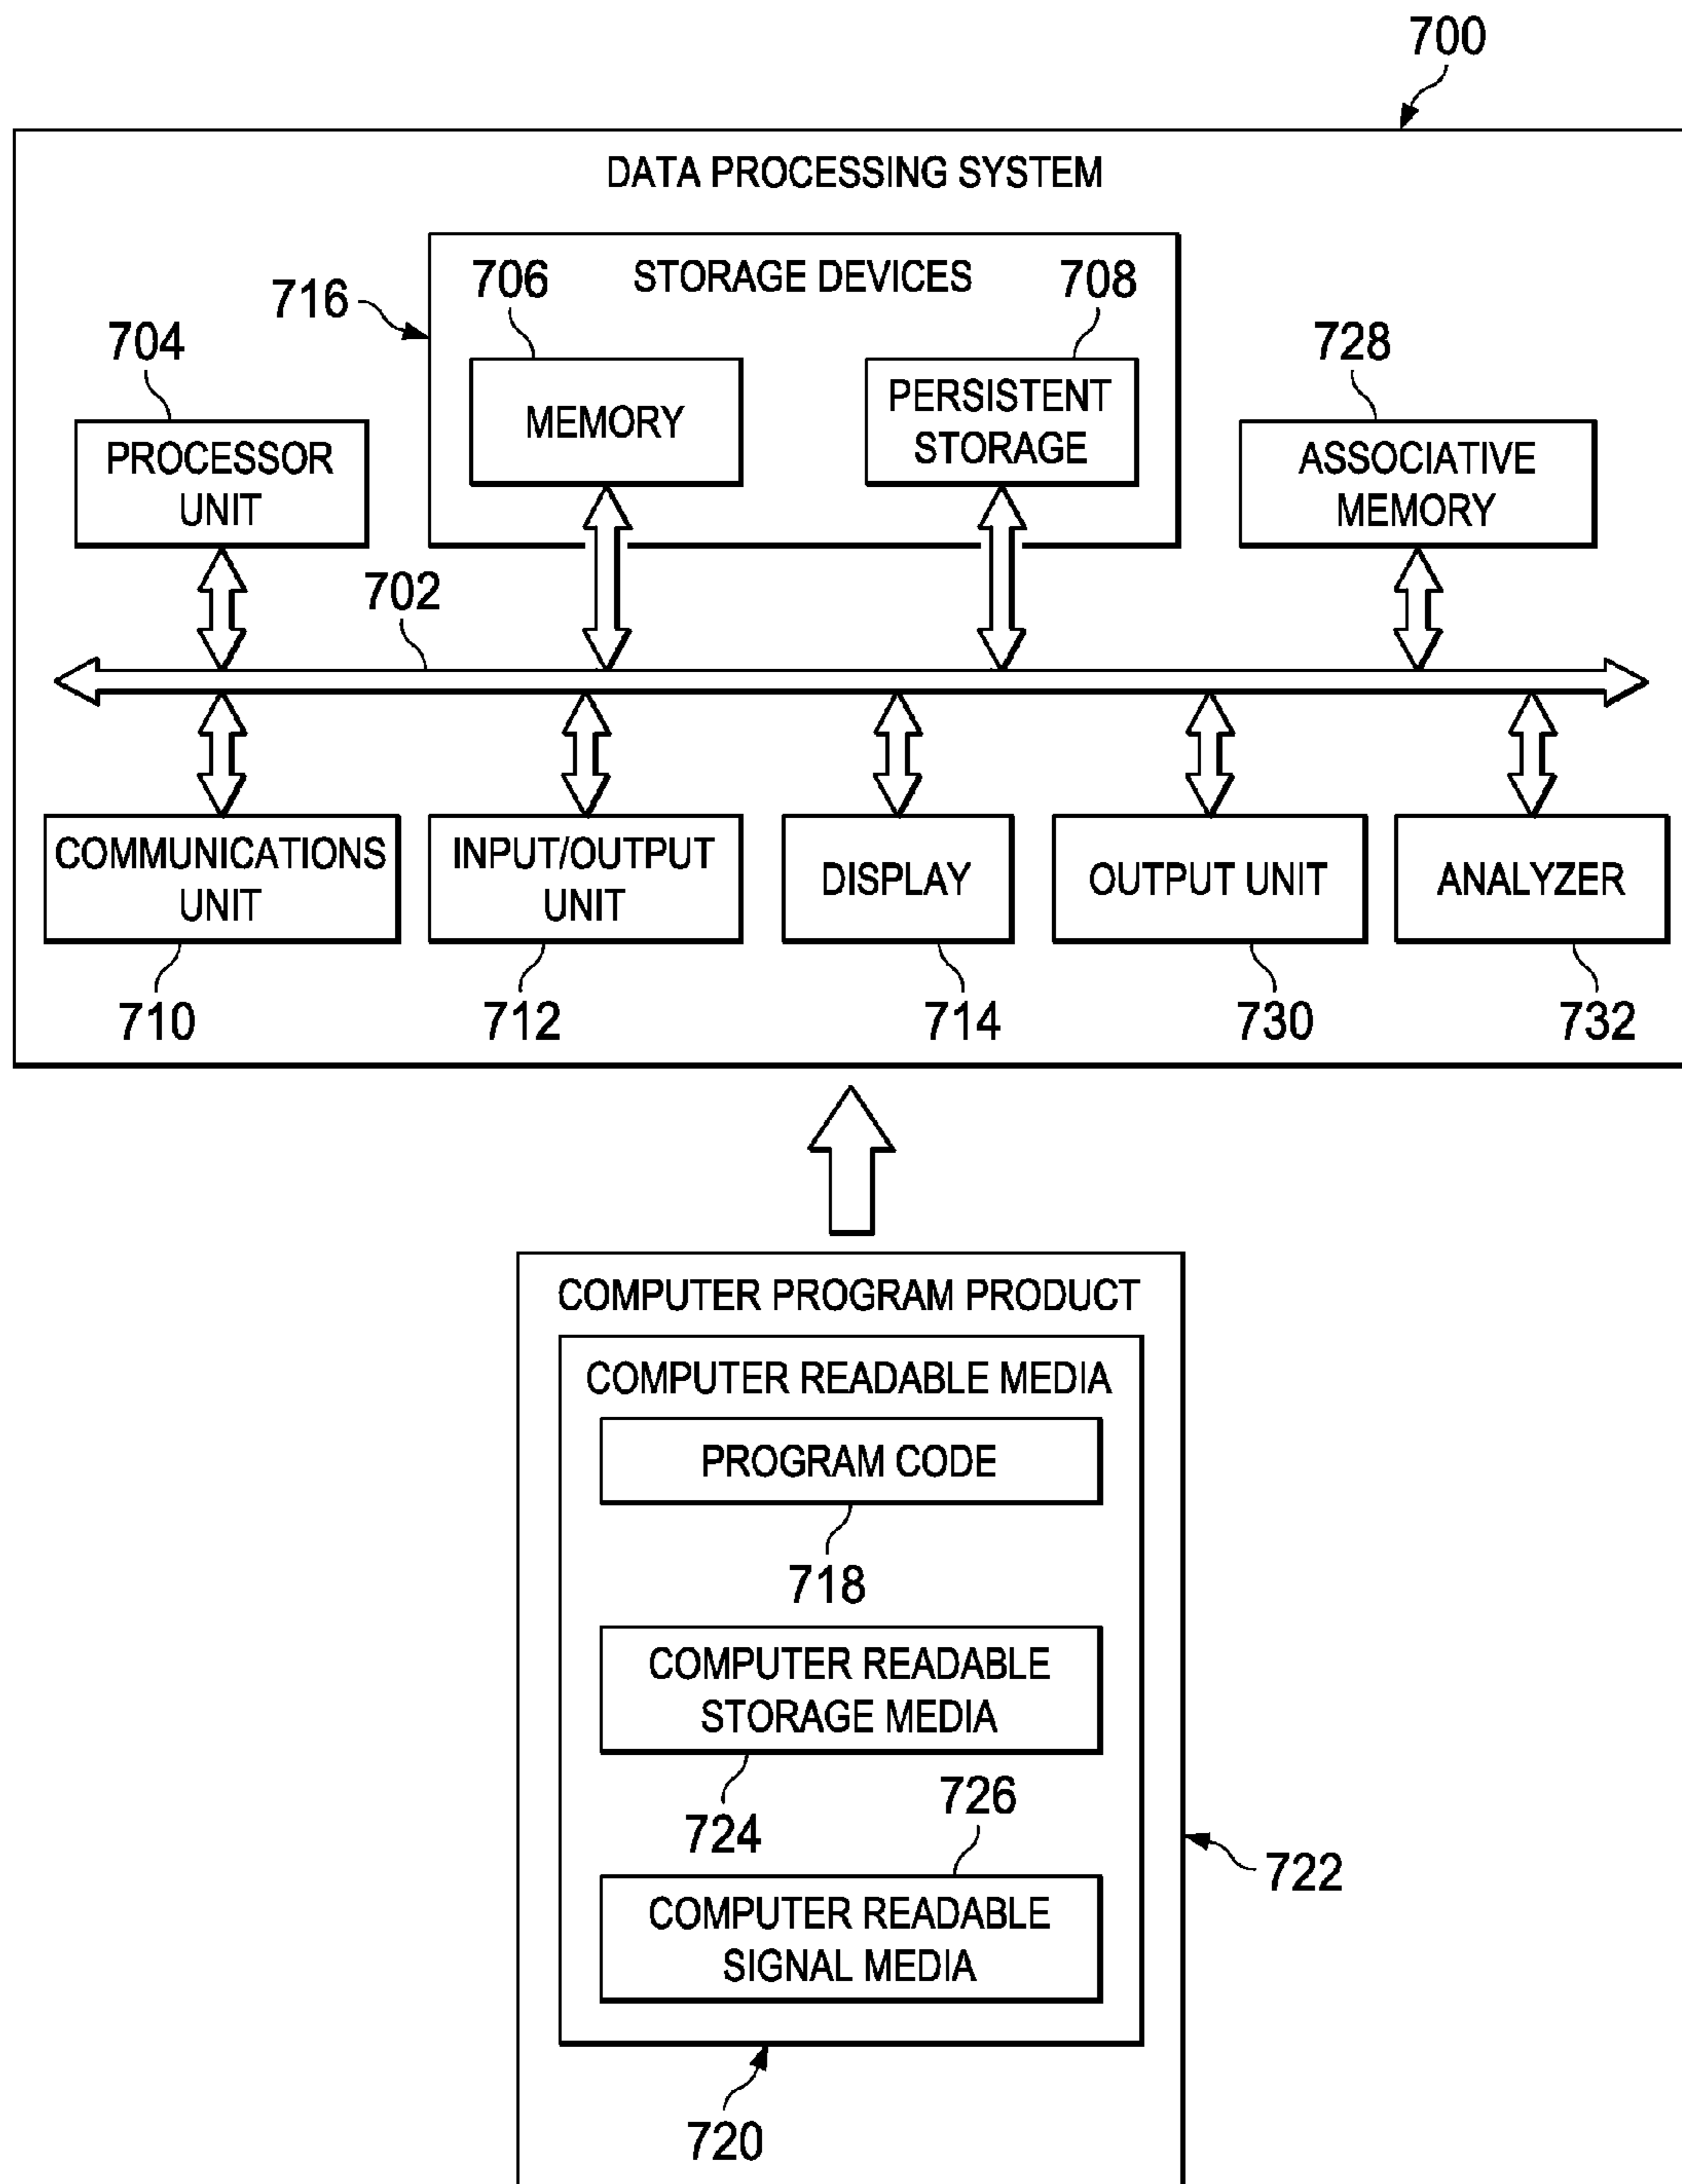 700
DATA PROCESSING SYSTEM
716
706
STORAGE DEVICES
708
704
728
MEMORY
PERSISTENT
STORAGE
PROCESSOR
UNIT
ASSOCIATIVE
MEMORY
702
COMMUNICATIONS
UNIT
INPUT/OUTPUT
UNIT
DISPLAY
OUTPUT UNIT
ANALYZER
710
712
714
730
732
COMPUTER PROGRAM PRODUCT
COMPUTER READABLE MEDIA
PROGRAM CODE
718
COMPUTER READABLE
STORAGE MEDIA
724
726
722
COMPUTER READABLE
SIGNAL MEDIA
720